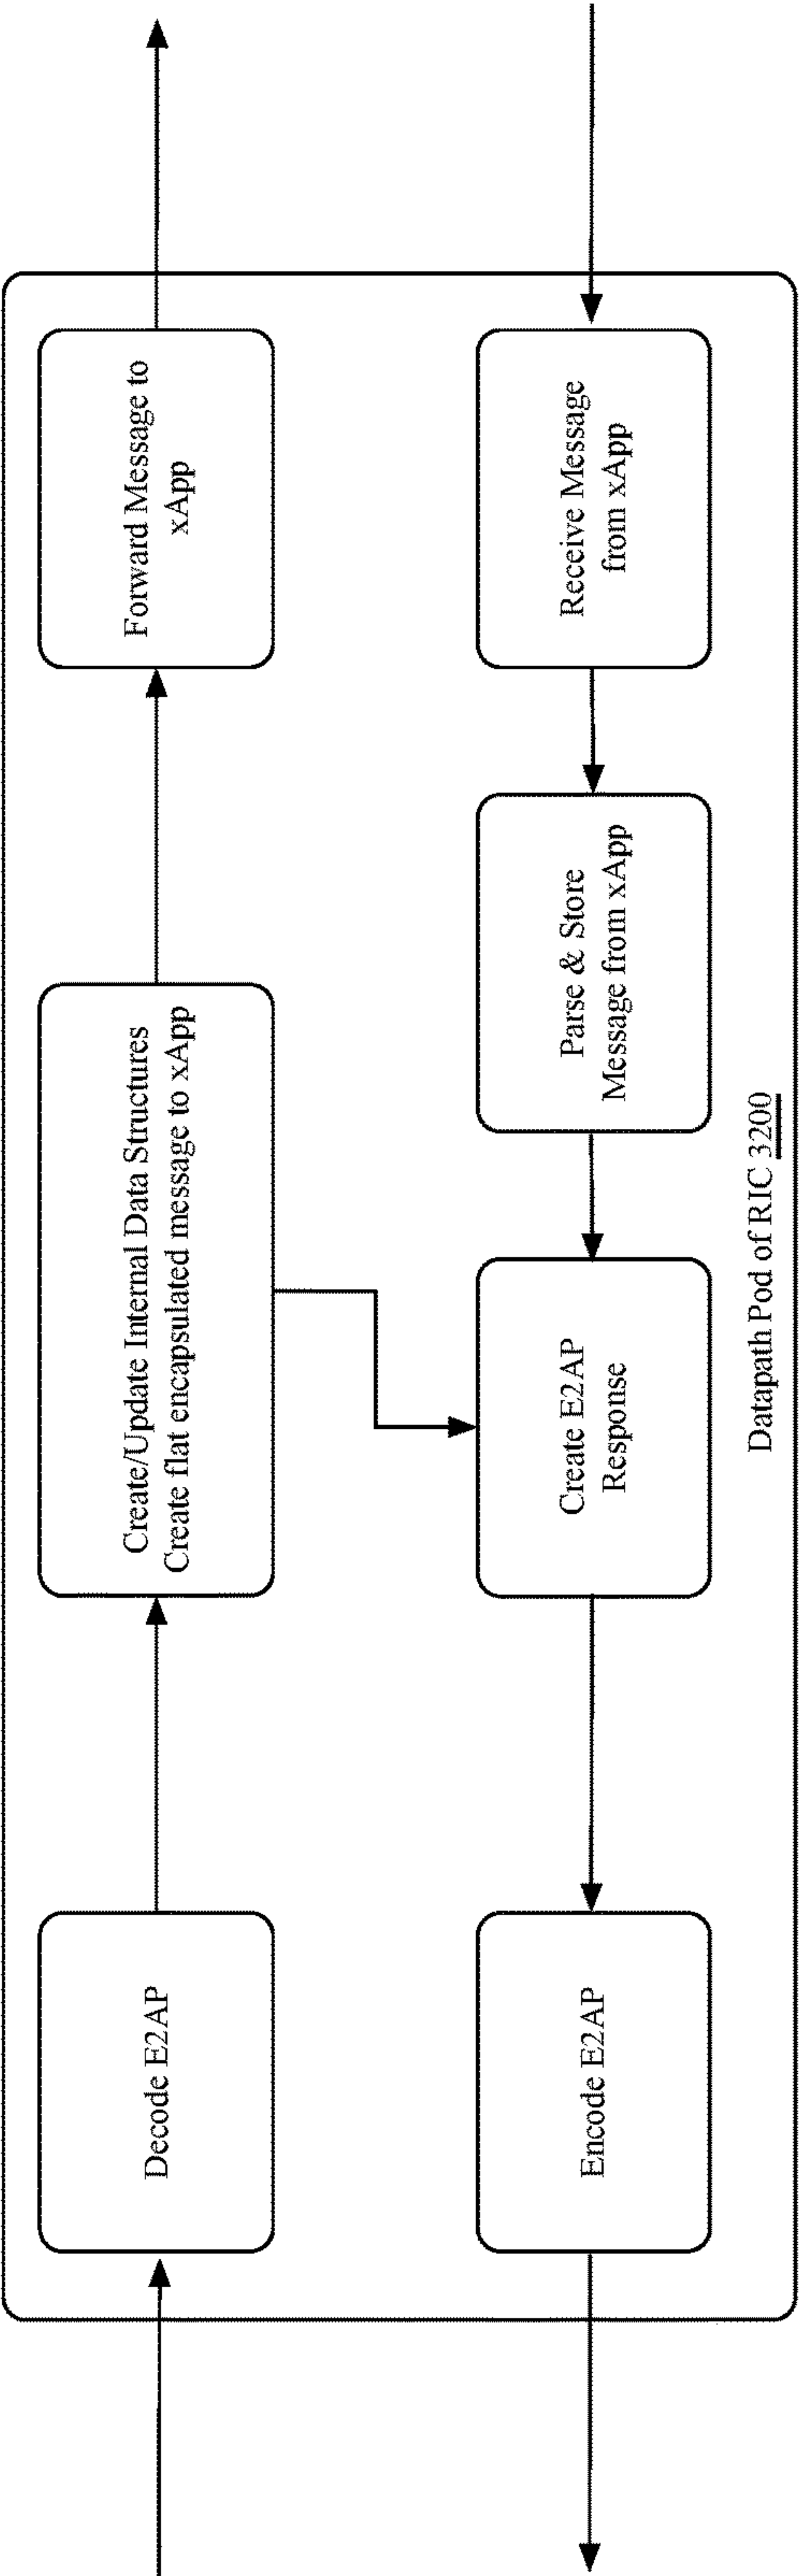 Decode E2AP
Create/Update Internal Data Structures
Create flat encapsulated message to xApp
Forward Message to
xApp
Encode E2AP
Create E2AP
Response
Parse & Store
Message from xApp
Receive Message
from xApp
Datapath Pod of RIC 3200